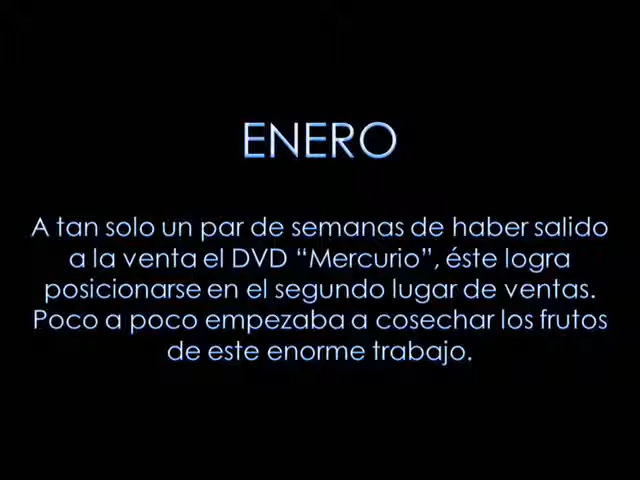 ENERO
A tan solo un par de semanas de haber salido
a la venta el DVD “Mercurio”, éste logra
posicionarse en el segundo lugar de ventas.
Poco a poco empezaba a cosechar los frutos
de este enorme trabajo.